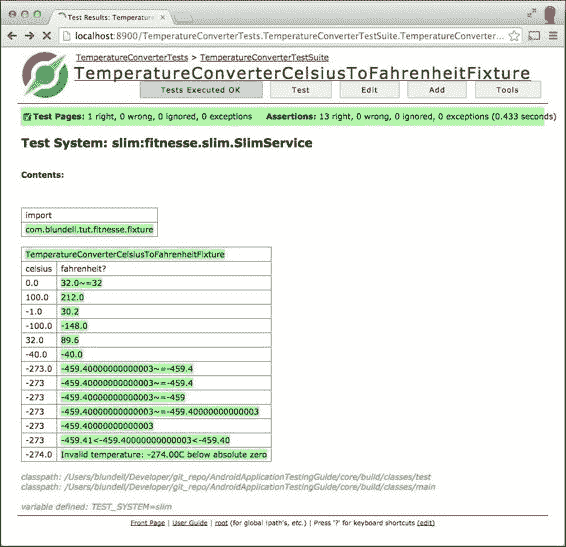 Test Results: Temperature
localhost:8900/TemperatureConverterTests.TemperatureConverterTestSuite.TemperatureConverter...
TemperatureConverterTests > TemperatureConverterTestSuite
TemperatureConverterCelsiusToFahrenheitFixture
Tests Executed OK Test Edit Add Tools
Test Pages: 1 right, 0 wrong, 0 ignored, 0 exceptions Assertions: 13 right, 0 wrong, 0 ignored, 0 exceptions (0.433 seconds)
Test System: slim:fitnesse.slim.SlimService
Contents:
import
com.blundell.tut.fitnesse.fixture
TemperatureConverterCelsiusToFahrenheitFixture
celsius fahrenheit?
0.0 32.0~=32
100.0 212.0
-1.0 30.2
-100.0 -148.0
32.0 89.6
-40.0 -40.0
-273.0 -459.40000000000003~=-459.4
-273 -459.40000000000003~=-459.4
-273 -459.40000000000003~=-459
-273 -459.40000000000003~=-459.40000000000003
-273 -459.40000000000003
-273 -459.41<-459.40000000000003<-459.40
-274.0 Invalid temperature: -274.00C below absolute zero
classpath: /Users/blundell/Developer/git_repo/AndroidApplicationTestingGuide/core/build/classes/test
classpath: /Users/blundell/Developer/git_repo/AndroidApplicationTestingGuide/core/build/classes/main
variable defined: TEST_SYSTEM=slim
Front Page | User Guide | root (for global !path's, etc.) | Press '?' for keyboard shortcuts (edit)